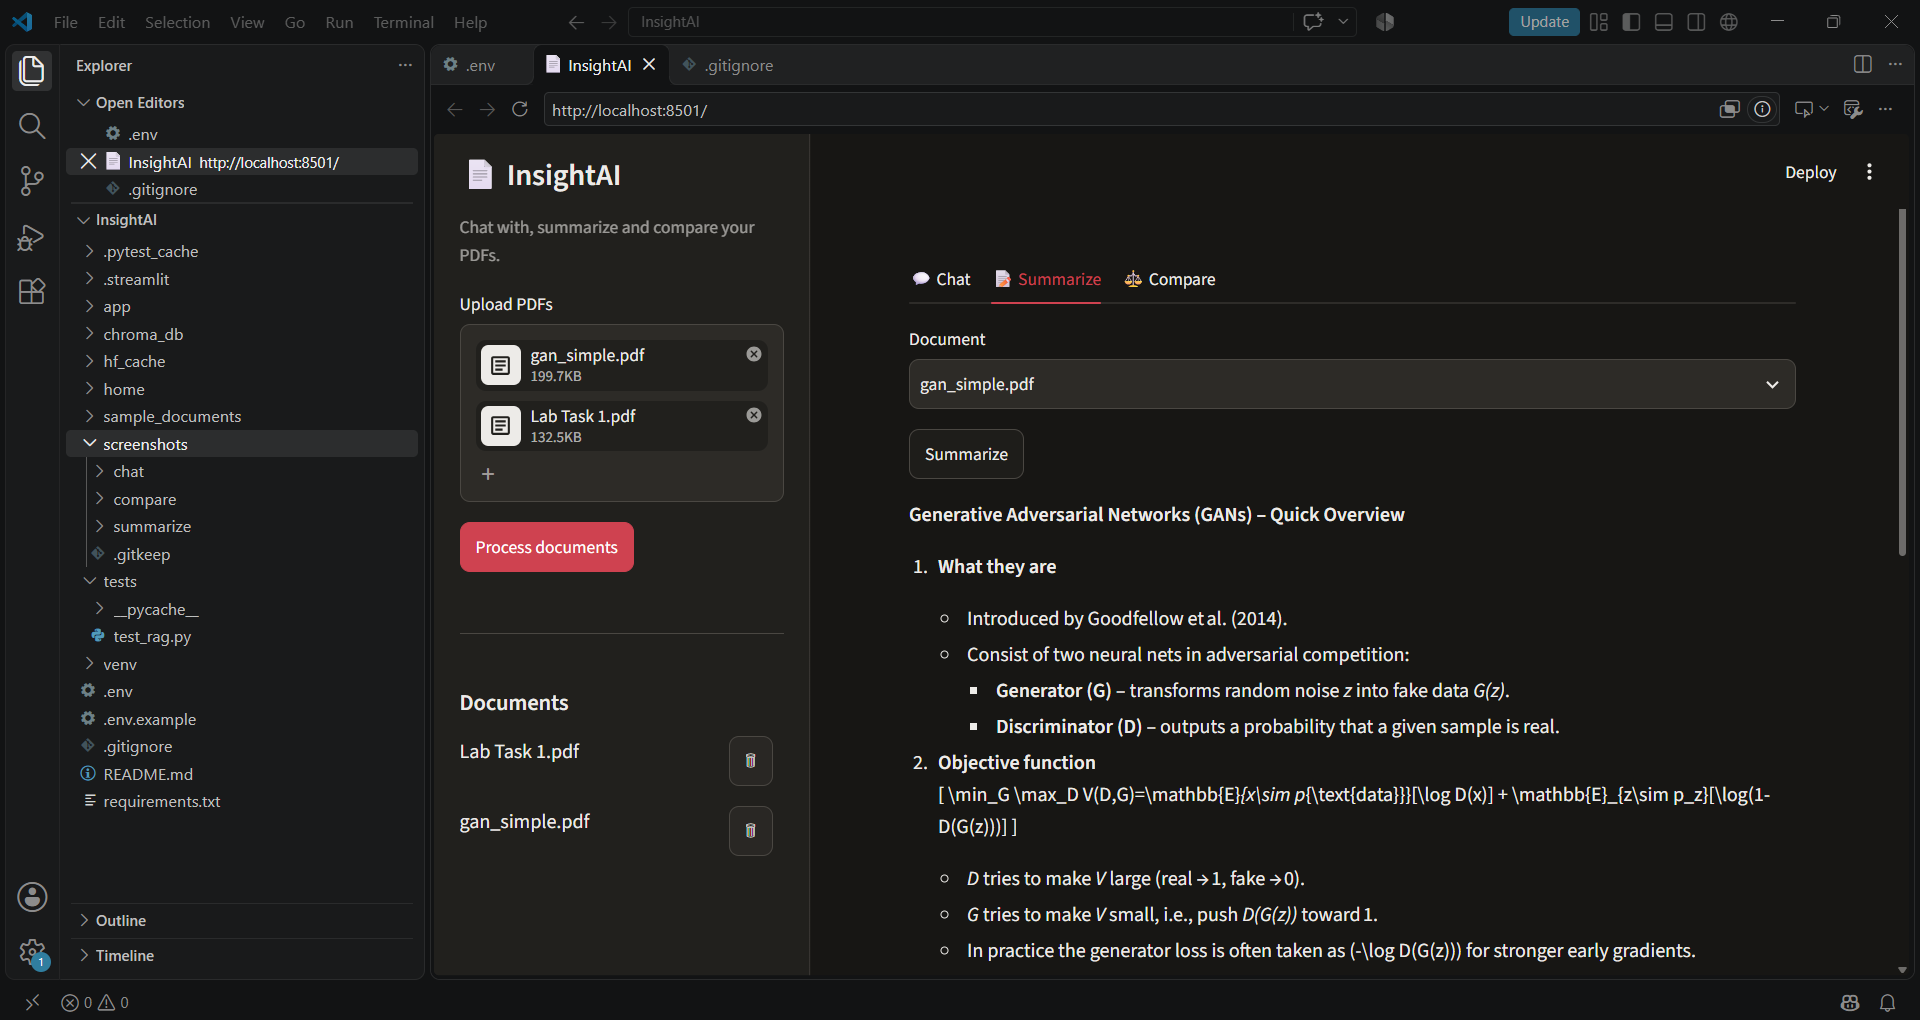 File Edit Selection View Go Run Terminal Help
InsightAI
Update
Explorer
Open Editors
.env
InsightAI http://localhost:8501/
.gitignore
InsightAI
.pytest_cache
.streamlit
app
chroma_db
hf_cache
home
sample_documents
screenshots
chat
compare
summarize
.gitkeep
tests
__pycache__
test_rag.py
venv
.env
.env.example
.gitignore
README.md
requirements.txt
Outline
Timeline
1
0 0
.env
InsightAI
.gitignore
http://localhost:8501/
InsightAI
Chat with, summarize and compare your
PDFs.
Upload PDFs
gan_simple.pdf
199.7KB
Lab Task 1.pdf
132.5KB
Process documents
Documents
Lab Task 1.pdf
gan_simple.pdf
Deploy
Chat
Summarize
Compare
Document
gan_simple.pdf
Summarize
Generative Adversarial Networks (GANs) – Quick Overview
1. What they are
Introduced by Goodfellow et al. (2014).
Consist of two neural nets in adversarial competition:
Generator (G) – transforms random noise z into fake data G(z).
Discriminator (D) – outputs a probability that a given sample is real.
2. Objective function
[ \min_G \max_D V(D,G)=\mathbb{E}{x\sim p{\text{data}}}[\log D(x)] + \mathbb{E}_{z\sim p_z}[\log(1-
D(G(z)))] ]
D tries to make V large (real → 1, fake → 0).
G tries to make V small, i.e., push D(G(z)) toward 1.
In practice the generator loss is often taken as (-\log D(G(z))) for stronger early gradients.